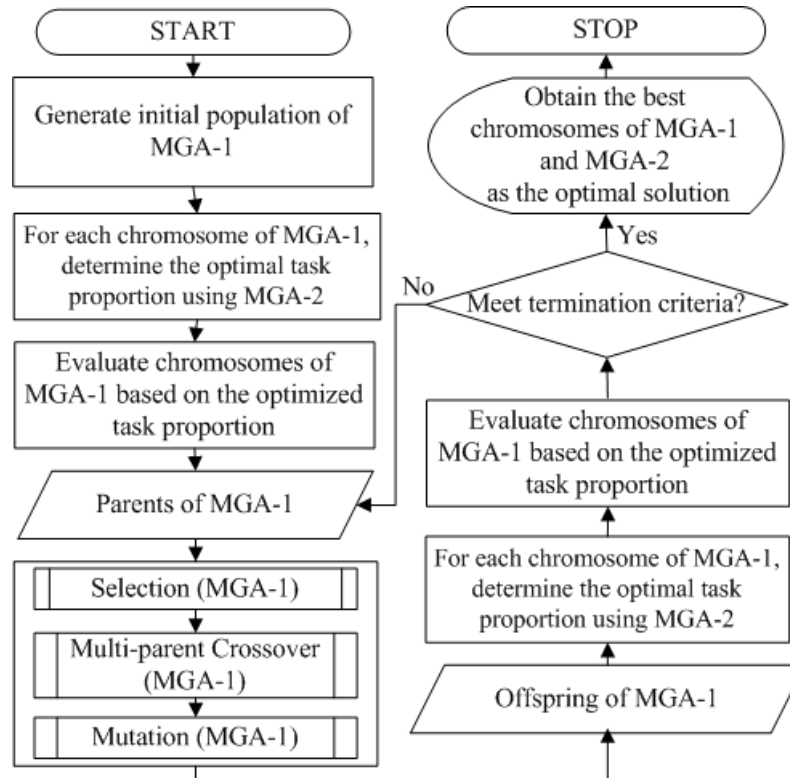 START
Generate initial population of
MGA-1
For each chromosome of MGA-1,
determine the optimal task
proportion using MGA-2
Evaluate chromosomes of
MGA-1 based on the optimized
task proportion
Parents of MGA-1
Selection (MGA-1)
Multi-parent Crossover
(MGA-1)
Mutation (MGA-1)
STOP
Obtain the best
chromosomes of MGA-1
and MGA-2
as the optimal solution
Yes
No
Meet termination criteria?
Evaluate chromosomes of
MGA-1 based on the optimized
task proportion
For each chromosome of MGA-1,
determine the optimal task
proportion using MGA-2
Offspring of MGA-1